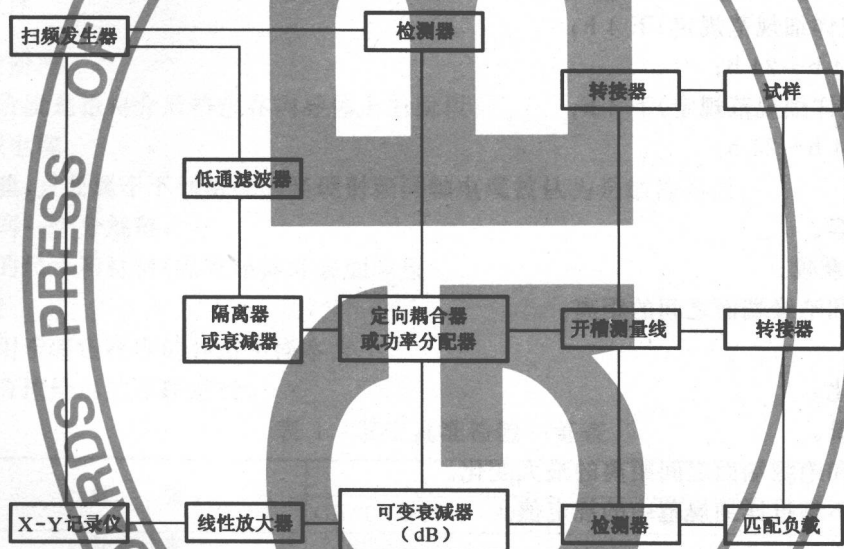 扫频发生器
检测器
转接器
试样
低通滤波器
隔离器
或衰减器
定向耦合器
或功率分配器
开槽测量线
转接器
X-Y记录仪
线性放大器
可变衰减器
(dB)
检测器
匹配负载
RDS PRESS OF